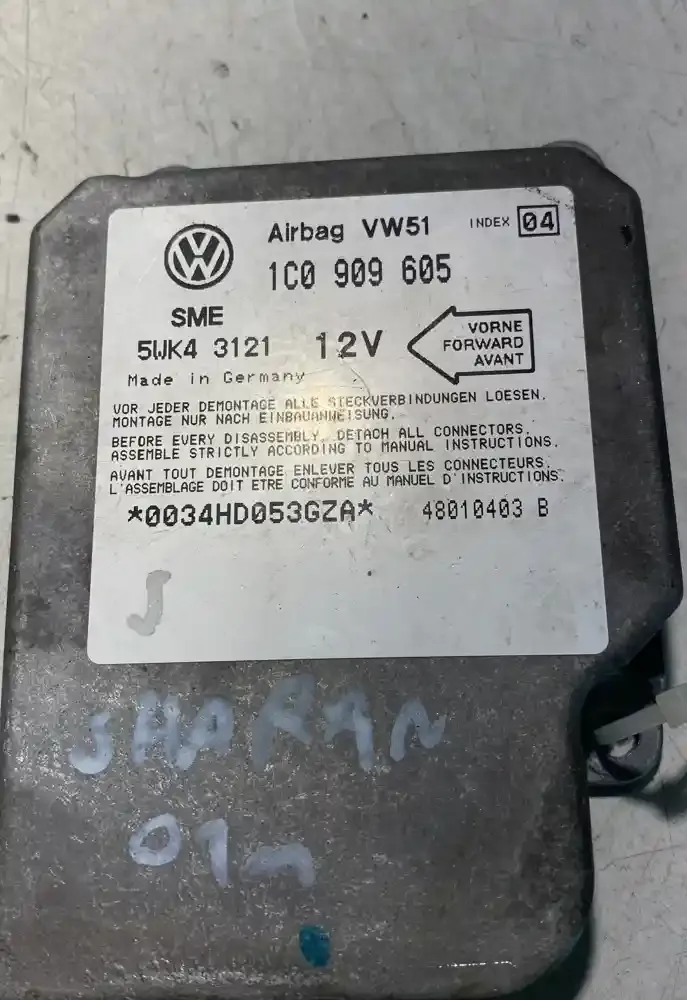 Airbag VW51 INDEX 04
1C0 909 605
SME
5WK4 3121 12V
VORNE
FORWARD
AVANT
Made in Germany
VOR JEDER DEMONTAGE ALLE STECKVERBINDUNGEN LOESEN.
MONTAGE NUR NACH EINBAUANWEISUNG.
BEFORE EVERY DISASSEMBLY, DETACH ALL CONNECTORS.
ASSEMBLE STRICTLY ACCORDING TO MANUAL INSTRUCTIONS.
AVANT TOUT DEMONTAGE ENLEVER TOUS LES CONNECTEURS.
L'ASSEMBLAGE DOIT ETRE CONFORME AU MANUEL D'INSTRUCTIONS.
*0034HD053GZA* 48010403 B
J
SHARAN
01m